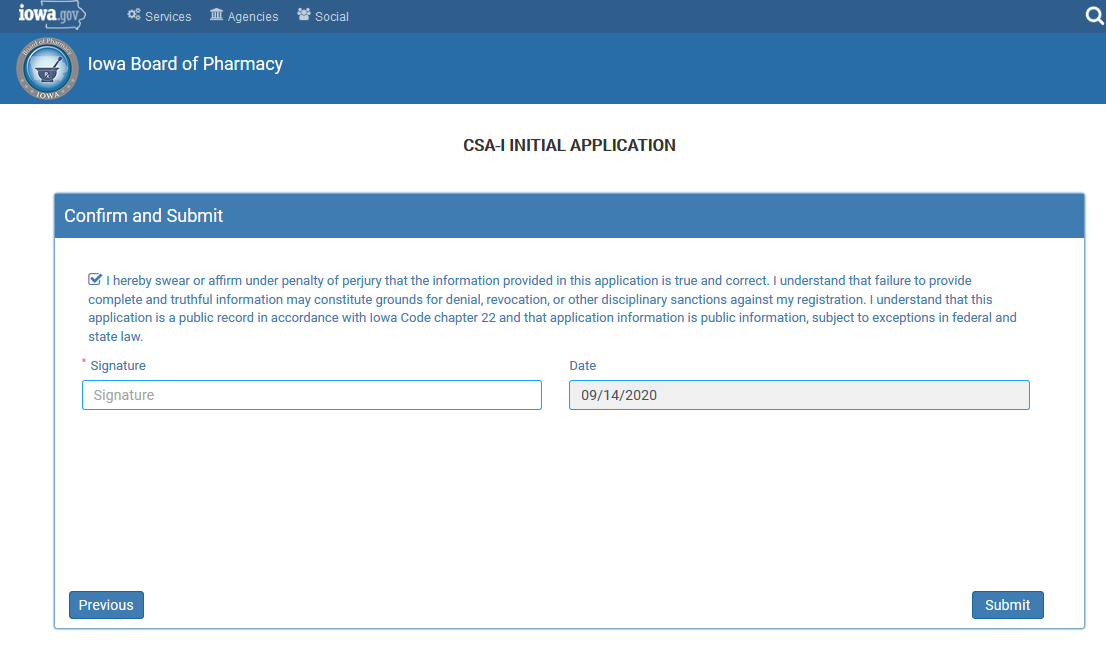 iowa.gov Services Agencies Social
Board of Pharmacy
IOWA
Iowa Board of Pharmacy
CSA-I INITIAL APPLICATION
Confirm and Submit
I hereby swear or affirm under penalty of perjury that the information provided in this application is true and correct. I understand that failure to provide
complete and truthful information may constitute grounds for denial, revocation, or other disciplinary sanctions against my registration. I understand that this
application is a public record in accordance with Iowa Code chapter 22 and that application information is public information, subject to exceptions in federal and
state law.
* Signature Date
Signature 09/14/2020
Previous Submit